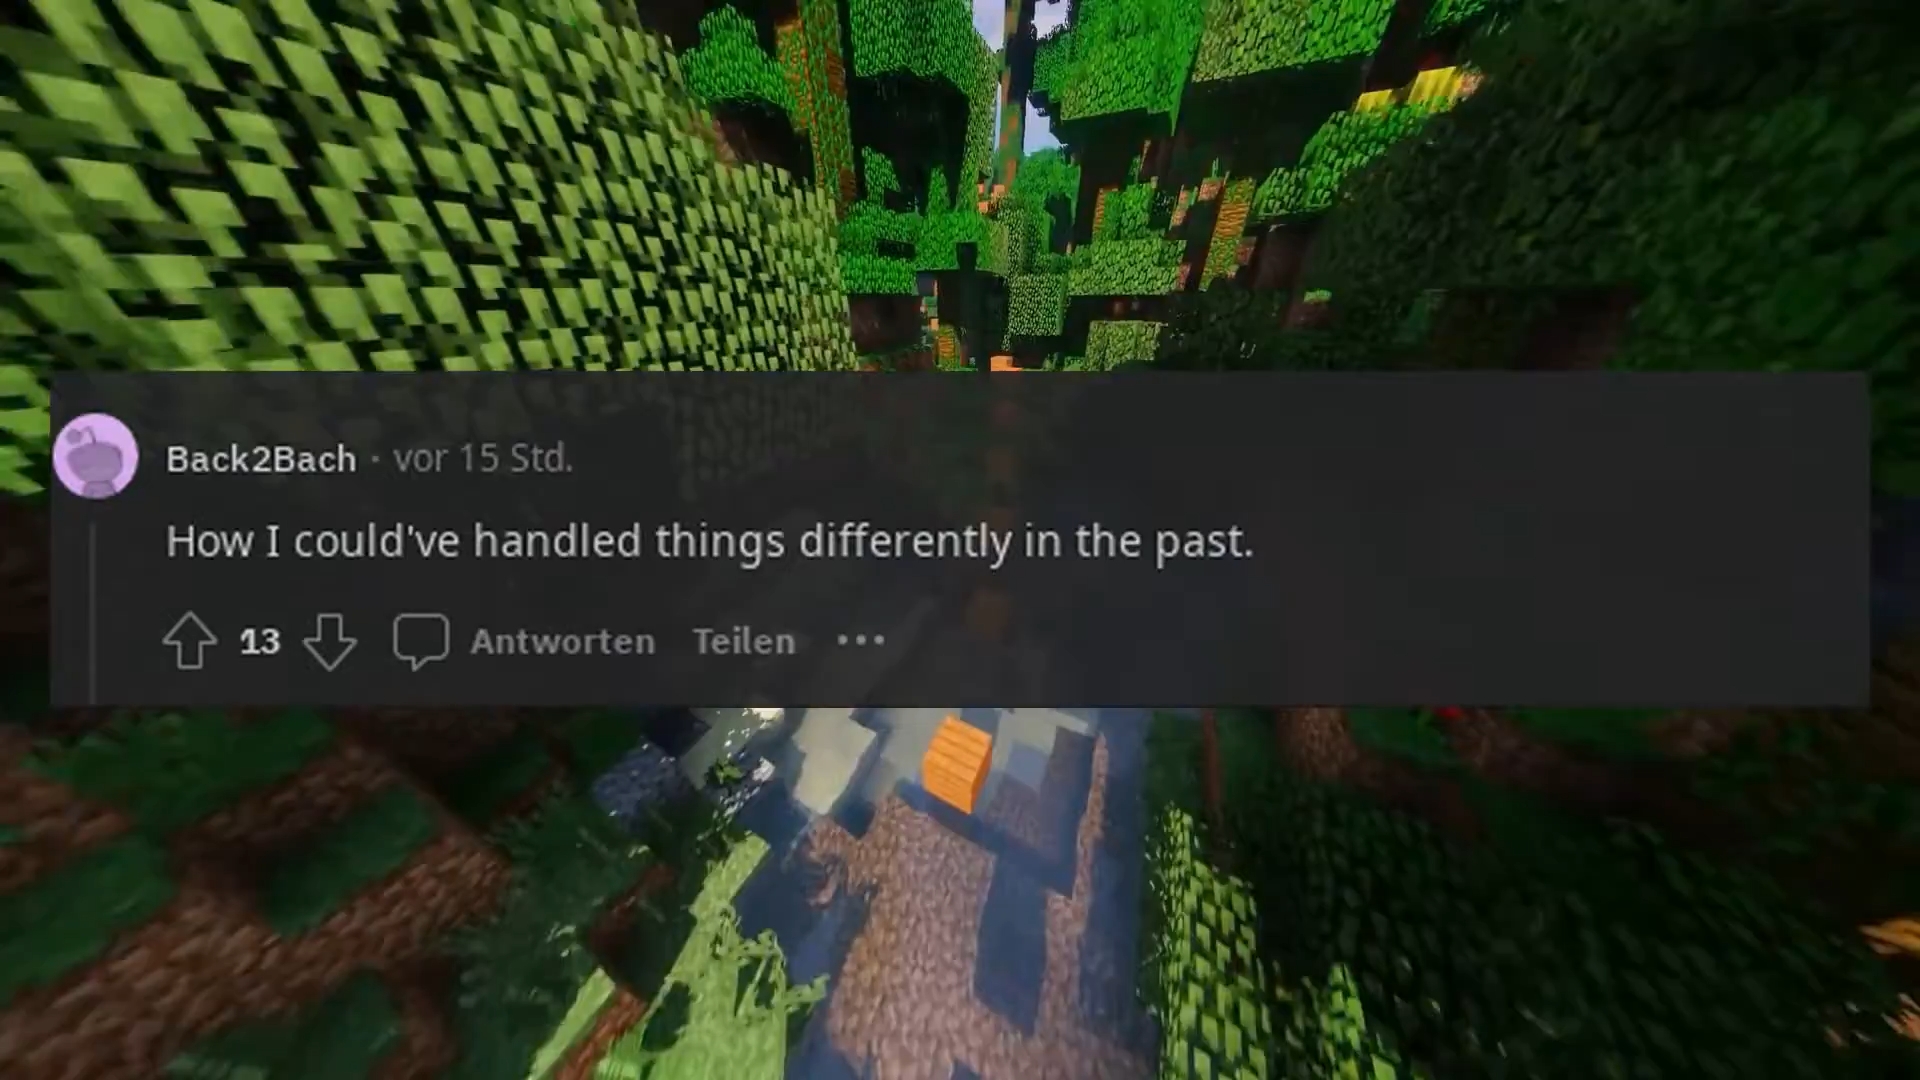 Back2Bach · vor 15 Std.
How I could've handled things differently in the past.
13 Antworten Teilen ···